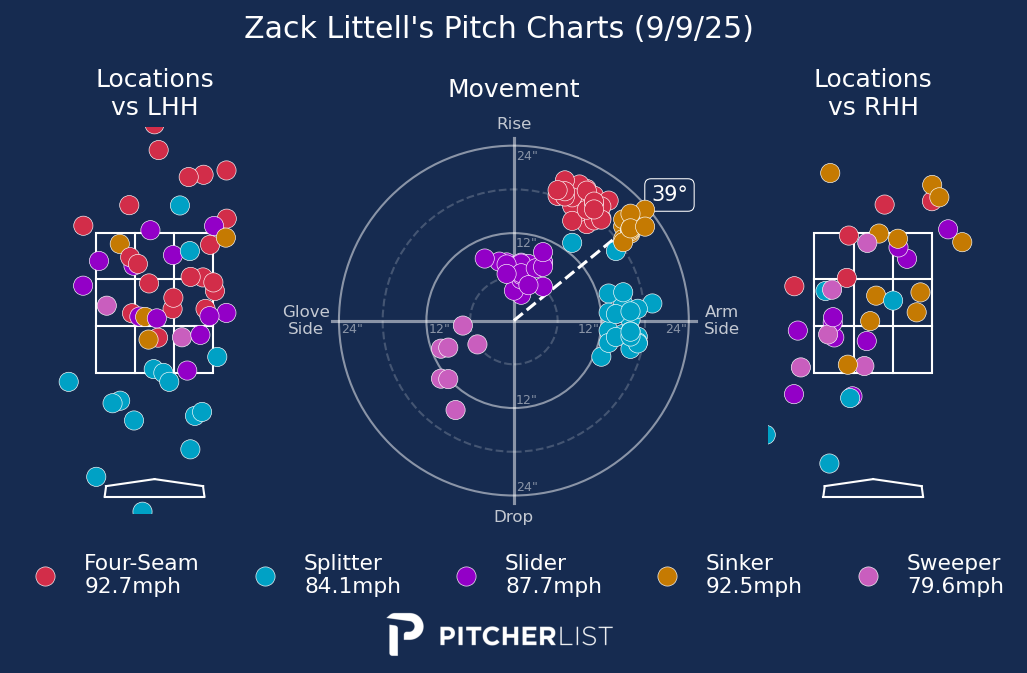 Zack Littell's Pitch Charts (9/9/25)
Locations
vs LHH
Movement
Locations
vs RHH
Rise
24"
39°
12"
Glove
Side
24"
12"
12"
24"
Arm
Side
12"
24"
Drop
Four-Seam
92.7mph
Splitter
84.1mph
Slider
87.7mph
Sinker
92.5mph
Sweeper
79.6mph
PITCHERLIST